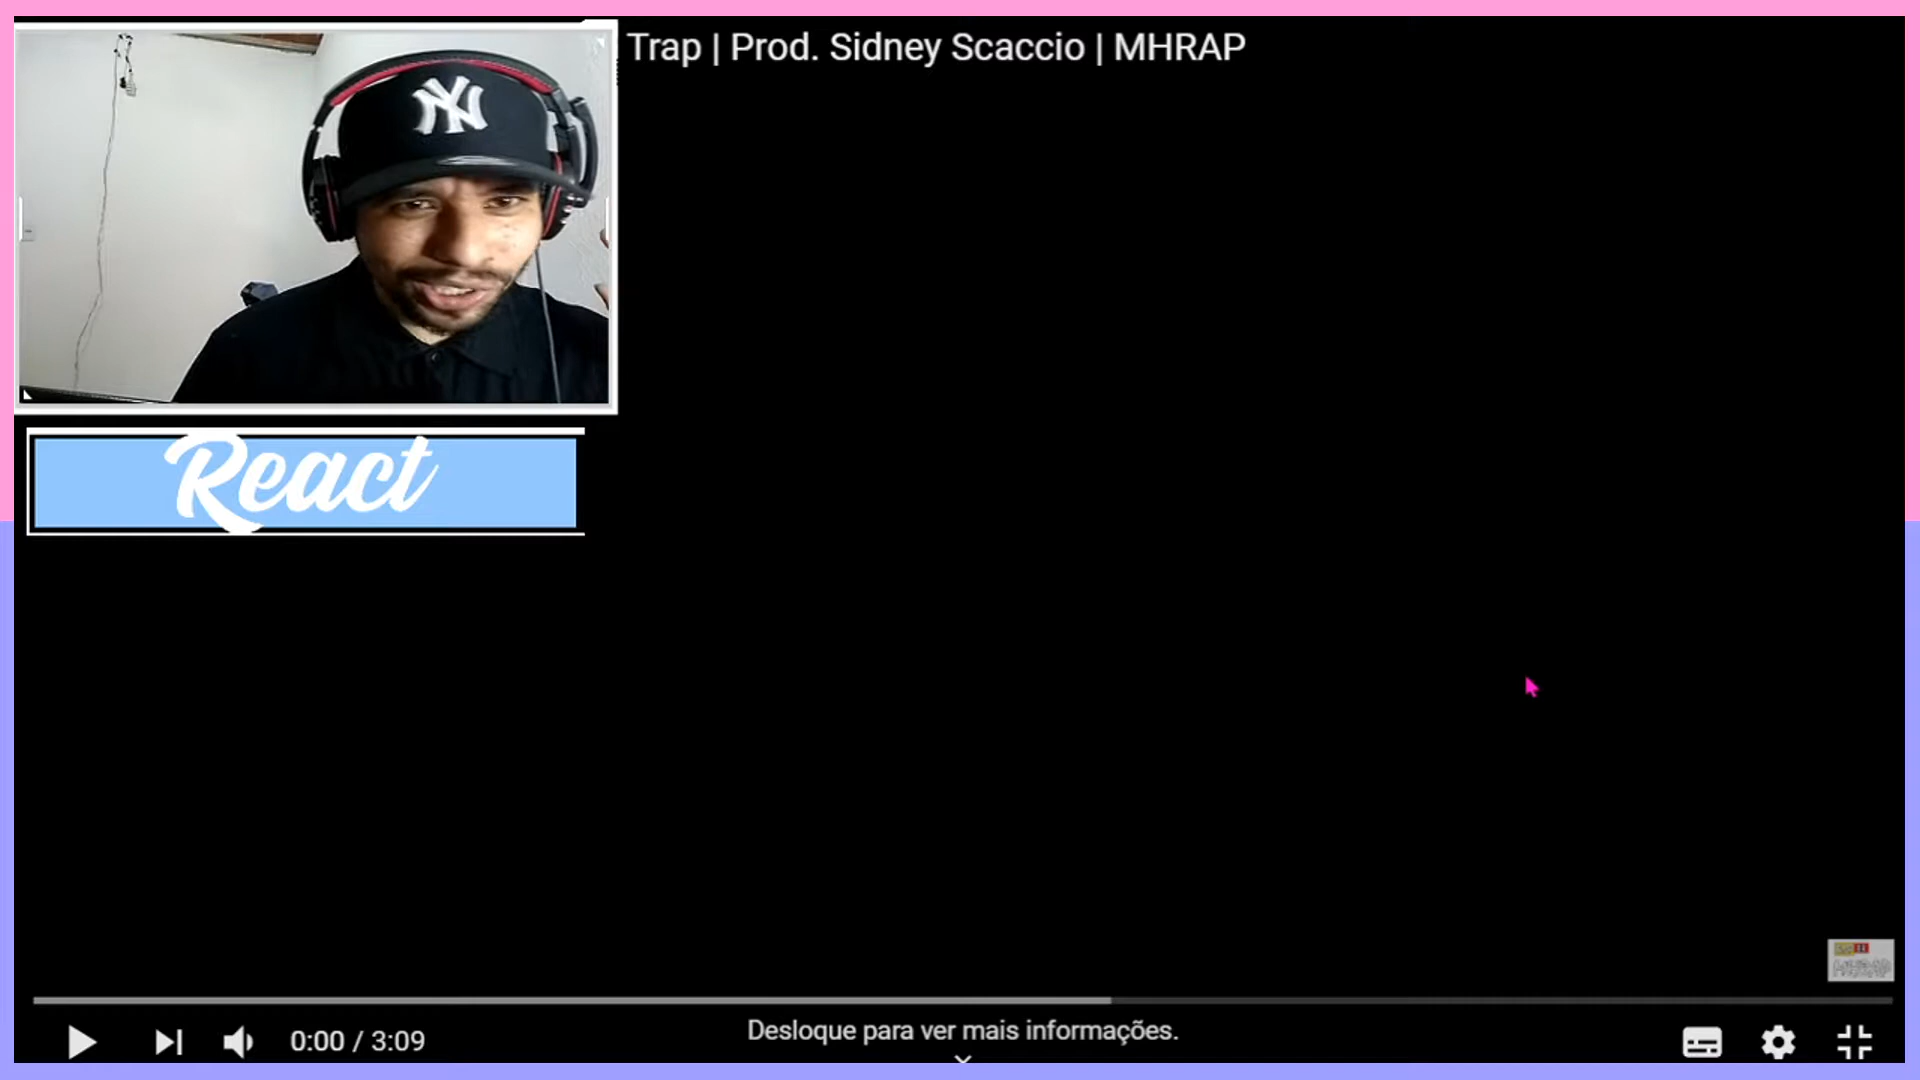 Trap | Prod. Sidney Scaccio | MHRAP
NY
React
0:00 / 3:09
Desloque para ver mais informações.